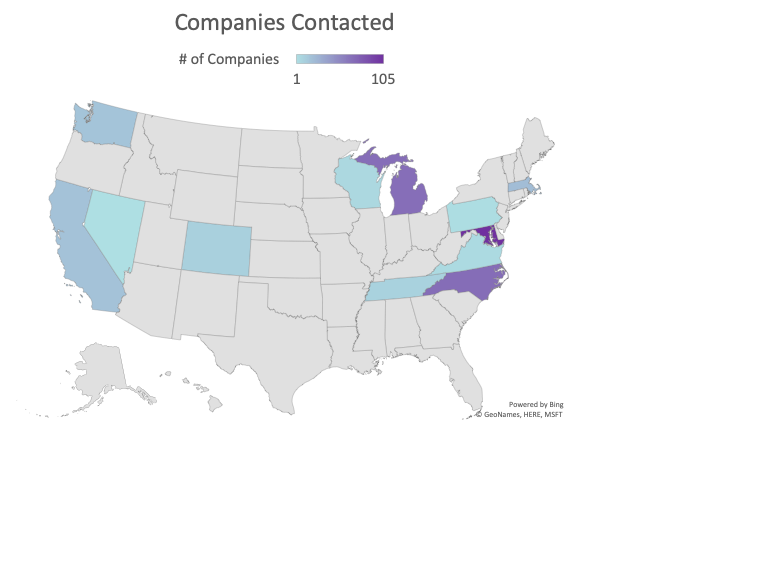 Companies Contacted
# of Companies
1 105
Powered by Bing
© GeoNames, HERE, MSFT